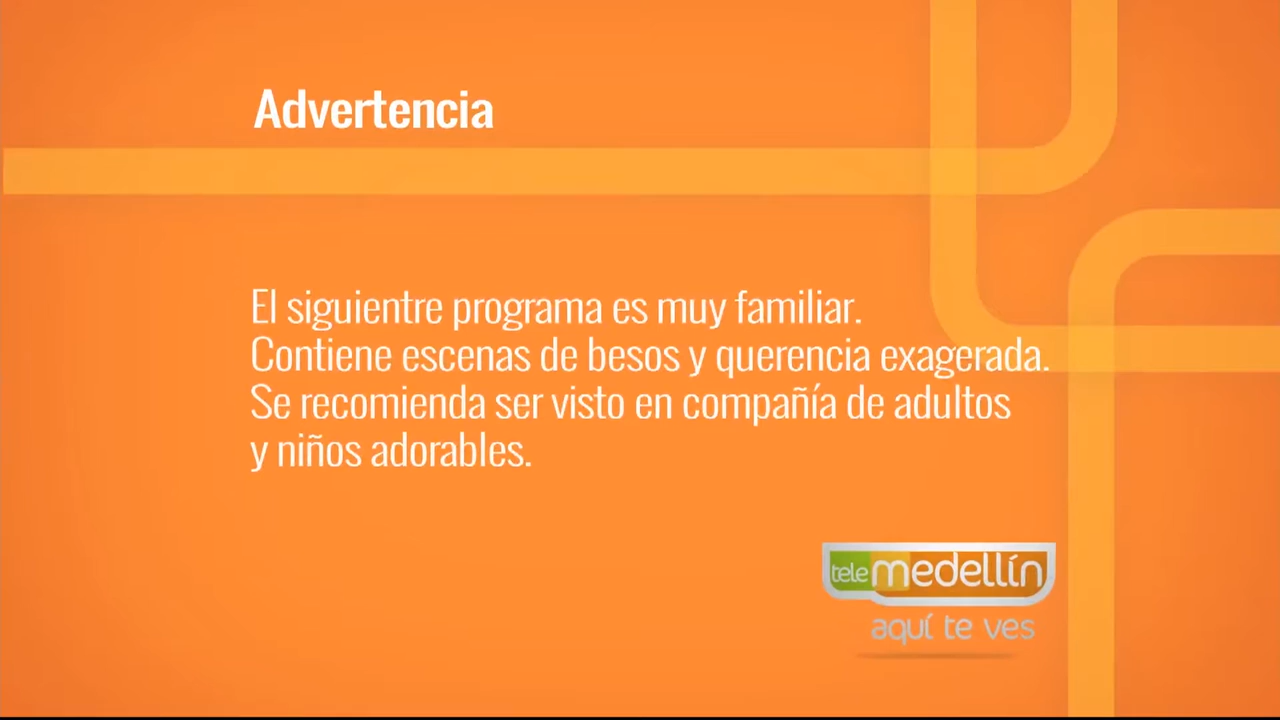 Advertencia
El siguientre programa es muy familiar.
Contiene escenas de besos y querencia exagerada.
Se recomienda ser visto en compañía de adultos
y niños adorables.
tele medellín
aquí te ves